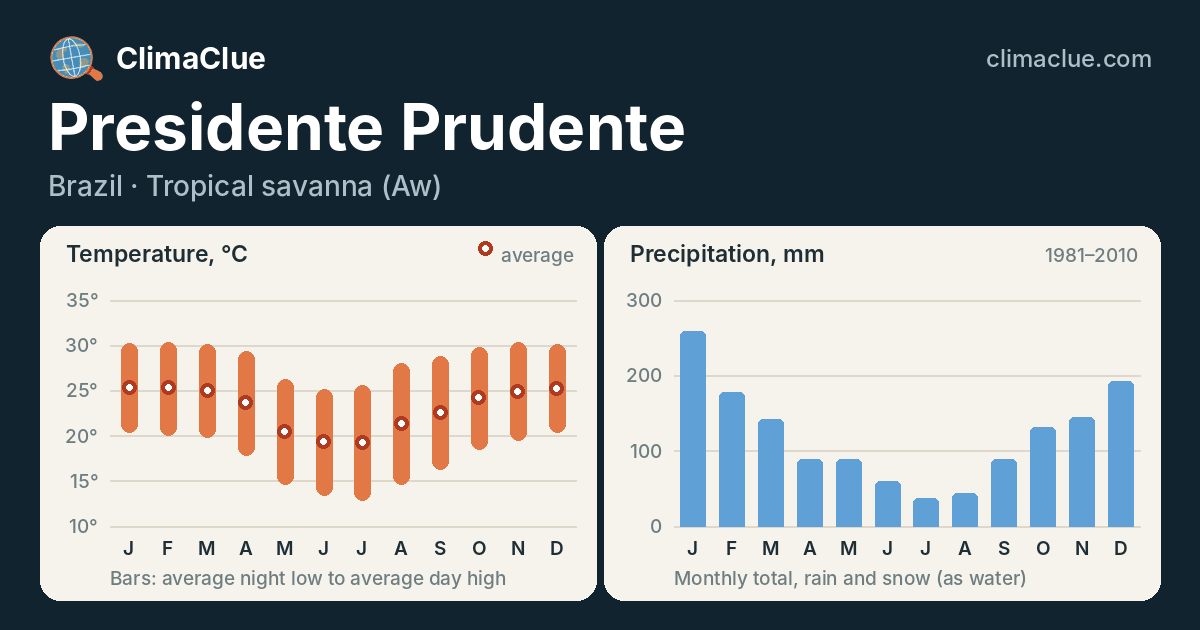 ClimaClue
climaclue.com
Presidente Prudente
Brazil · Tropical savanna (Aw)
Temperature, °C
average
35°
30°
25°
20°
15°
10°
J F M A M J J A S O N D
Bars: average night low to average day high
Precipitation, mm
1981–2010
300
200
100
0
J F M A M J J A S O N D
Monthly total, rain and snow (as water)